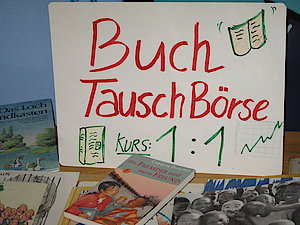 Buch
TauschBörse
KURS: 1:1
Das Loch